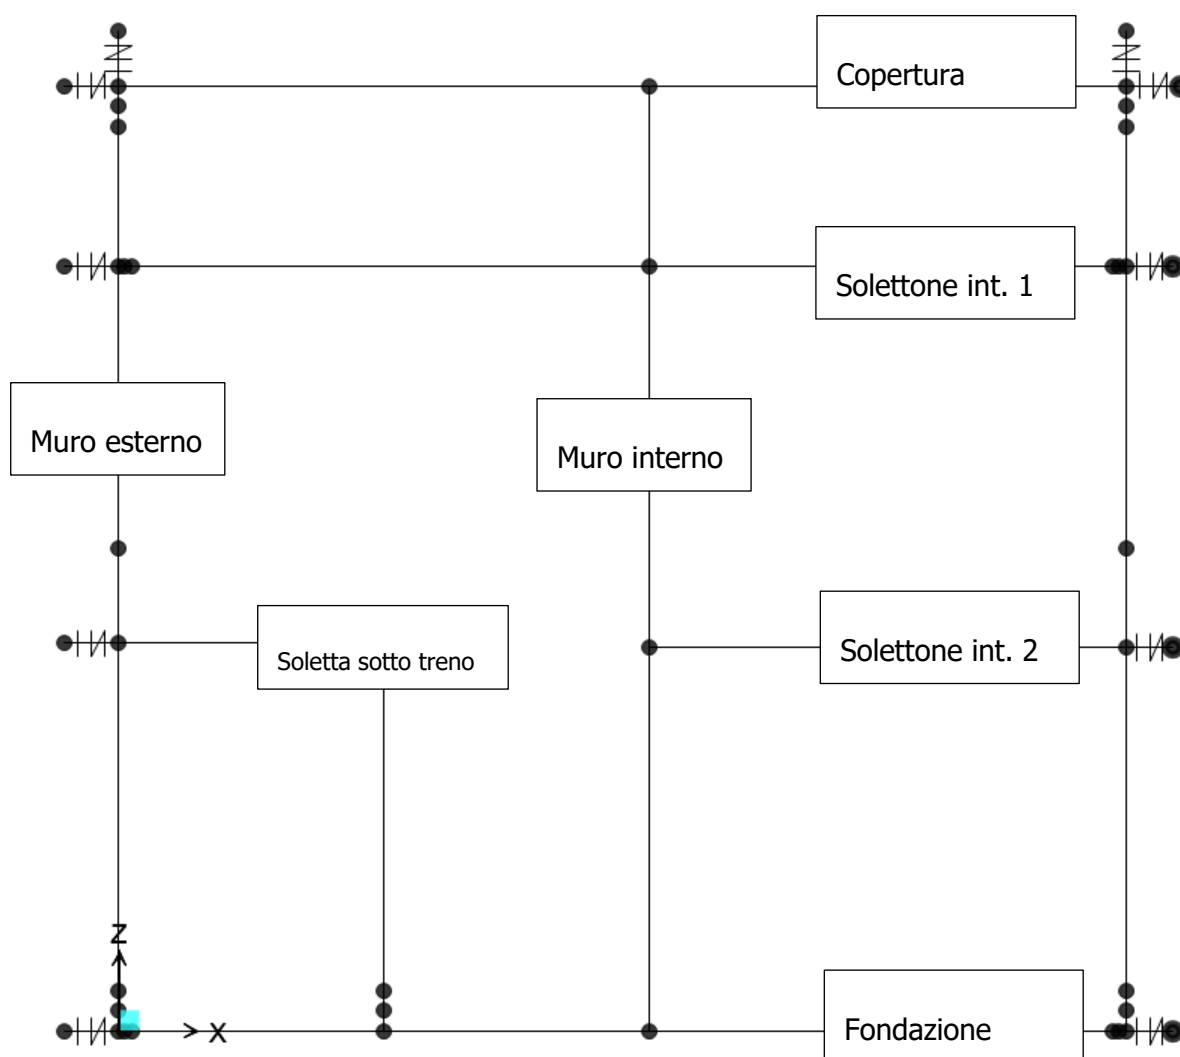 Copertura
Solettone int. 1
Muro esterno
Muro interno
Soletta sotto treno
Solettone int. 2
Z
X
Fondazione